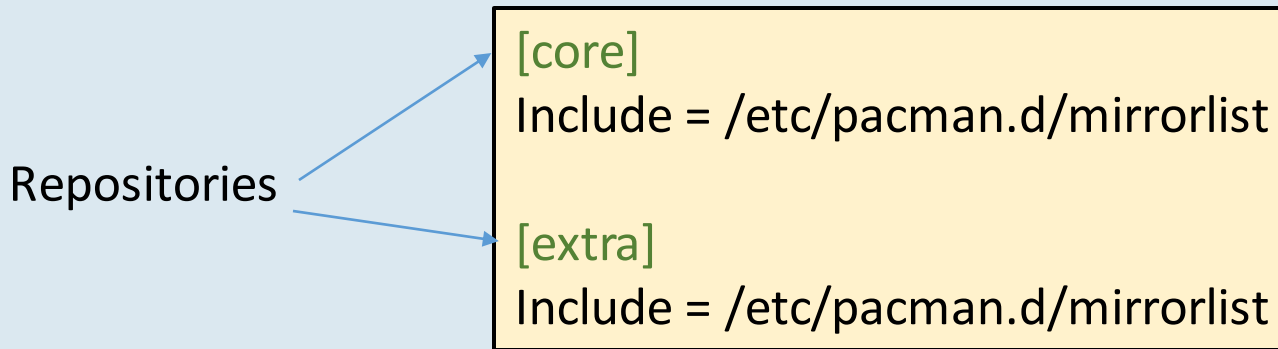 Repositories
[core]
Include = /etc/pacman.d/mirrorlist
[extra]
Include = /etc/pacman.d/mirrorlist